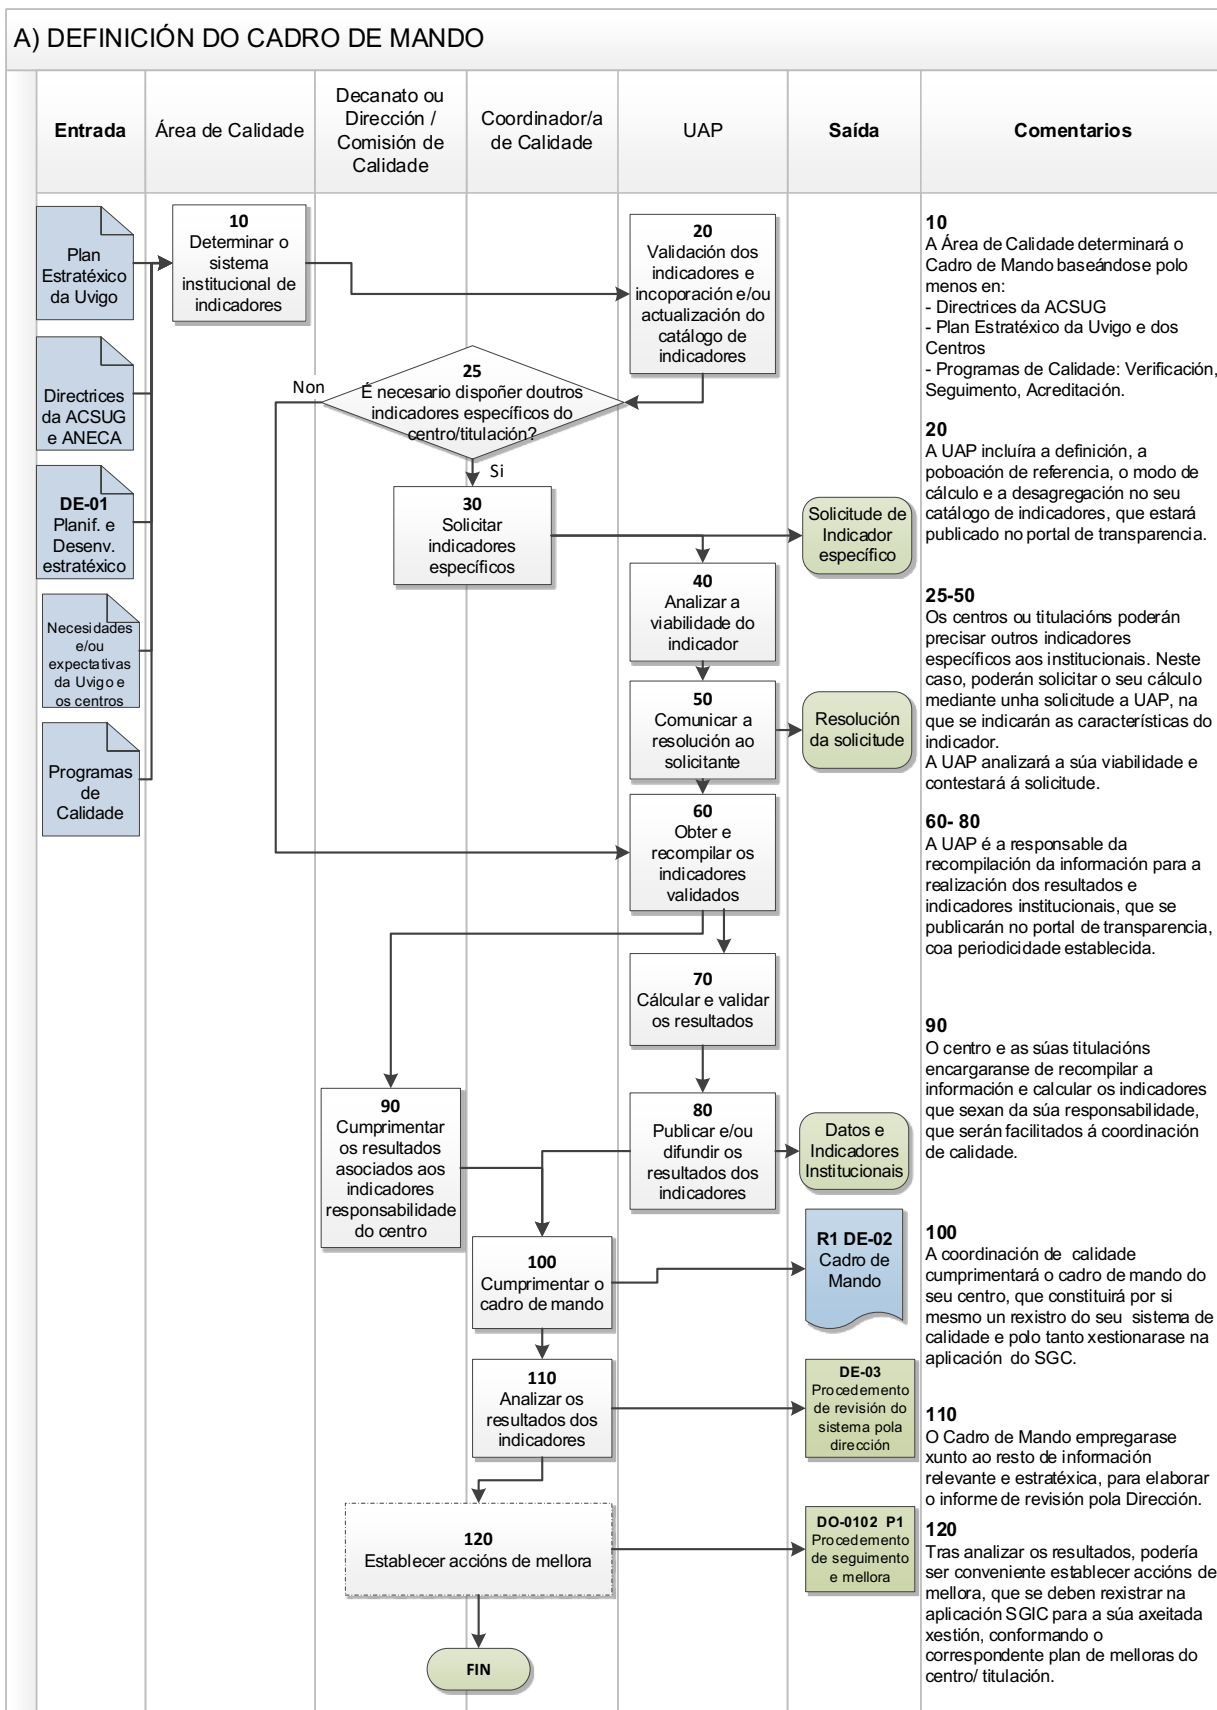 A) DEFINICIÓN DO CADRO DE MANDO
Entrada
Área de Calidade
Decanato ou
Dirección /
Comisión de
Calidade
Coordinador/a
de Calidade
UAP
Saída
Comentarios
Plan
Estratéxico
da Uvigo
Directrices
da ACSUG
e ANECA
DE-01
Planif. e
Desenv.
estratéxico
Necesidades
e/ou
expectativas
da Uvigo e
os centros
Programas
de
Calidade
10
Determinar o
sistema
institucional de
indicadores
20
Validación dos
indicadores e
incoporación e/ou
actualización do
catálogo de
indicadores
25
É necesario dispoñer doutros
indicadores específicos do
centro/titulación?
Non
Si
30
Solicitar
indicadores
específicos
Solicitude de
Indicador
específico
40
Analizar a
viabilidade do
indicador
50
Comunicar a
resolución ao
solicitante
Resolución
da solicitude
60
Obter e
recompilar os
indicadores
validados
70
Cálcular e validar
os resultados
80
Publicar e/ou
difundir os
resultados dos
indicadores
Datos e
Indicadores
Institucionais
90
Cumprimentar
os resultados
asociados aos
indicadores
responsabilidade
do centro
100
Cumprimentar o
cadro de mando
R1 DE-02
Cadro de
Mando
110
Analizar os
resultados dos
indicadores
DE-03
Procedemento
de revisión do
sistema pola
dirección
120
Establecer accións de mellora
DO-0102 P1
Procedemento
de seguimento
e mellora
FIN
10
A Área de Calidade determinará o
Cadro de Mando baseándose polo
menos en:
- Directrices da ACSUG
- Plan Estratéxico da Uvigo e dos
Centros
- Programas de Calidade: Verificación,
Seguimento, Acreditación.
20
A UAP incluíra a definición, a
poboación de referencia, o modo de
cálculo e a desagregación no seu
catálogo de indicadores, que estará
publicado no portal de transparencia.
25-50
Os centros ou titulacións poderán
precisar outros indicadores
específicos aos institucionais. Neste
caso, poderán solicitar o seu cálculo
mediante unha solicitude a UAP, na
que se indicarán as características do
indicador.
A UAP analizará a súa viabilidade e
contestará á solicitude.
60- 80
A UAP é a responsable da
recompilación da información para a
realización dos resultados e
indicadores institucionais, que se
publicarán no portal de transparencia,
coa periodicidade establecida.
90
O centro e as súas titulacións
encargaranse de recompilar a
información e calcular os indicadores
que sexan da súa responsabilidade,
que serán facilitados á coordinación
de calidade.
100
A coordinación de calidade
cumprimentará o cadro de mando do
seu centro, que constituirá por si
mesmo un rexistro do seu sistema de
calidade e polo tanto xestionarase na
aplicación do SGC.
110
O Cadro de Mando empregarase
xunto ao resto de información
relevante e estratéxica, para elaborar
o informe de revisión pola Dirección.
120
Tras analizar os resultados, podería
ser conveniente establecer accións de
mellora, que se deben rexistrar na
aplicación SGIC para a súa axeitada
xestión, conformando o
correspondente plan de melloras do
centro/ titulación.